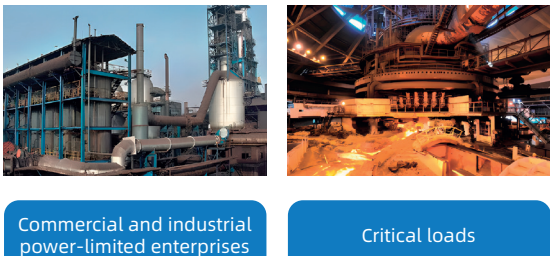 Commercial and industrial
power-limited enterprises
Critical loads